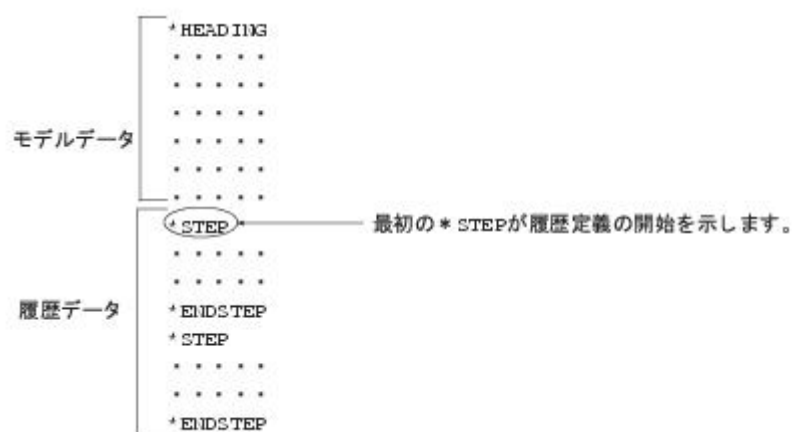 *HEADING
. . . . .
. . . . .
. . . . .
モデルデータ . . . . .
. . . . .
. . . . .
*STEP 最初の*STEPが履歴定義の開始を示します。
. . . . .
. . . . .
履歴データ *ENDSTEP
*STEP
. . . . .
. . . . .
*ENDSTEP